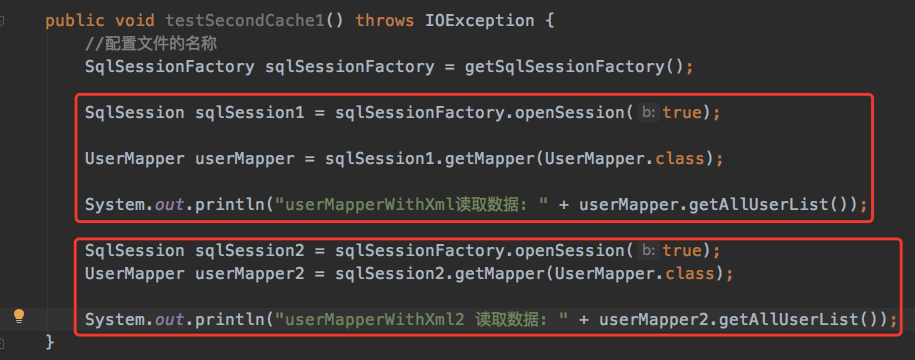 public void testSecondCache1() throws IOException {
//配置文件的名称
SqlSessionFactory sqlSessionFactory = getSqlSessionFactory();
SqlSession sqlSession1 = sqlSessionFactory.openSession( b: true);
UserMapper userMapper = sqlSession1.getMapper(UserMapper.class);
System.out.println("userMapperWithXml读取数据: " + userMapper.getAllUserList());
SqlSession sqlSession2 = sqlSessionFactory.openSession( b: true);
UserMapper userMapper2 = sqlSession2.getMapper(UserMapper.class);
System.out.println("userMapperWithXml2 读取数据: " + userMapper2.getAllUserList());
}